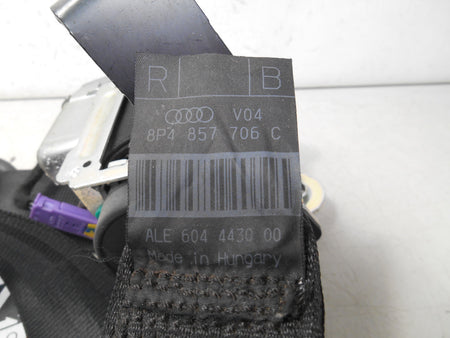 R B
V04
8P4 857 706 C
ALE 604 4430 00
Made in Hungary